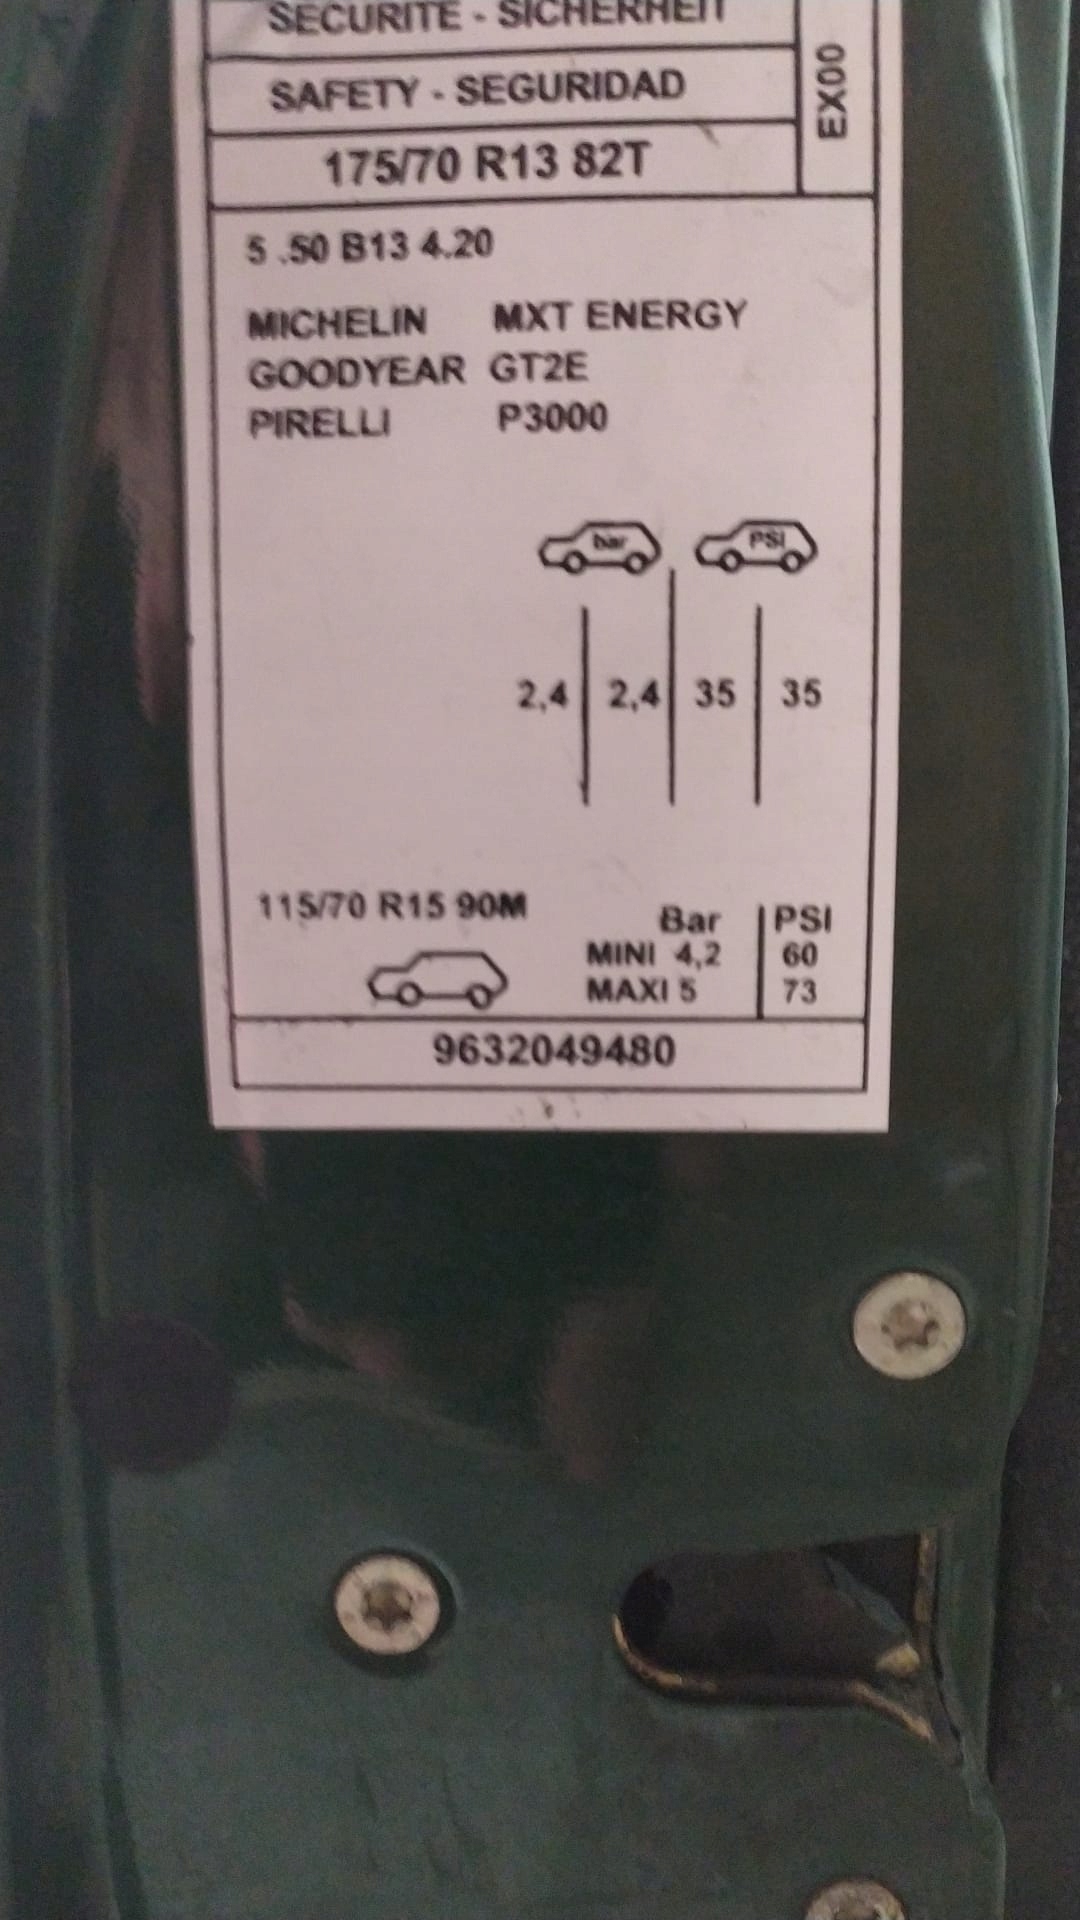 SECURITE - SICHERHEIT
SAFETY - SEGURIDAD
EX00
175/70 R13 82T
5 .50 B13 4.20
MICHELIN MXT ENERGY
GOODYEAR GT2E
PIRELLI P3000
bar PSI
2,4 2,4 35 35
115/70 R15 90M
Bar PSI
MINI 4,2 60
MAXI 5 73
9632049480